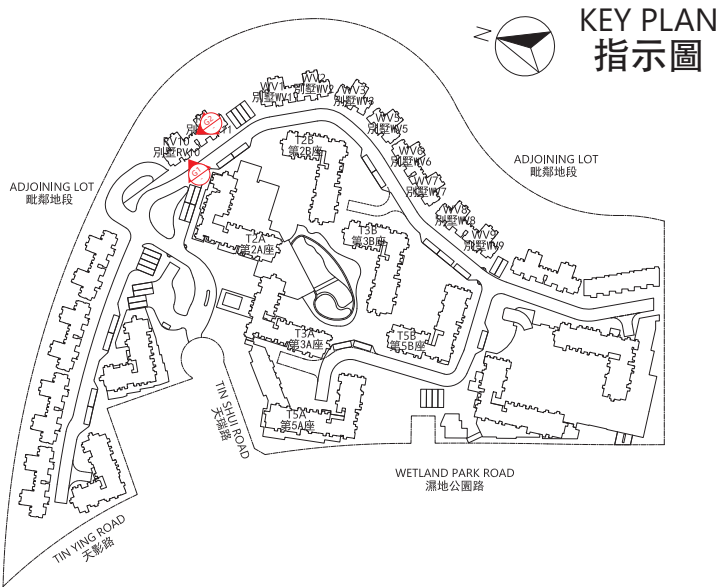 KEY PLAN
指示圖
N
WV1
別墅WV1
WV2
別墅WV2
WV3
別墅WV3
WV5
別墅WV5
WV6
別墅WV6
WV7
別墅WV7
WV8
別墅WV8
WV9
別墅WV9
G2
RV10
別墅RV10
G1
T2B
第2B座
ADJOINING LOT
毗鄰地段
ADJOINING LOT
毗鄰地段
T2A
第2A座
T3B
第3B座
T3A
第3A座
T5B
第5B座
T5A
第5A座
TIN SHUI ROAD
天瑞路
WETLAND PARK ROAD
濕地公園路
TIN YING ROAD
天影路